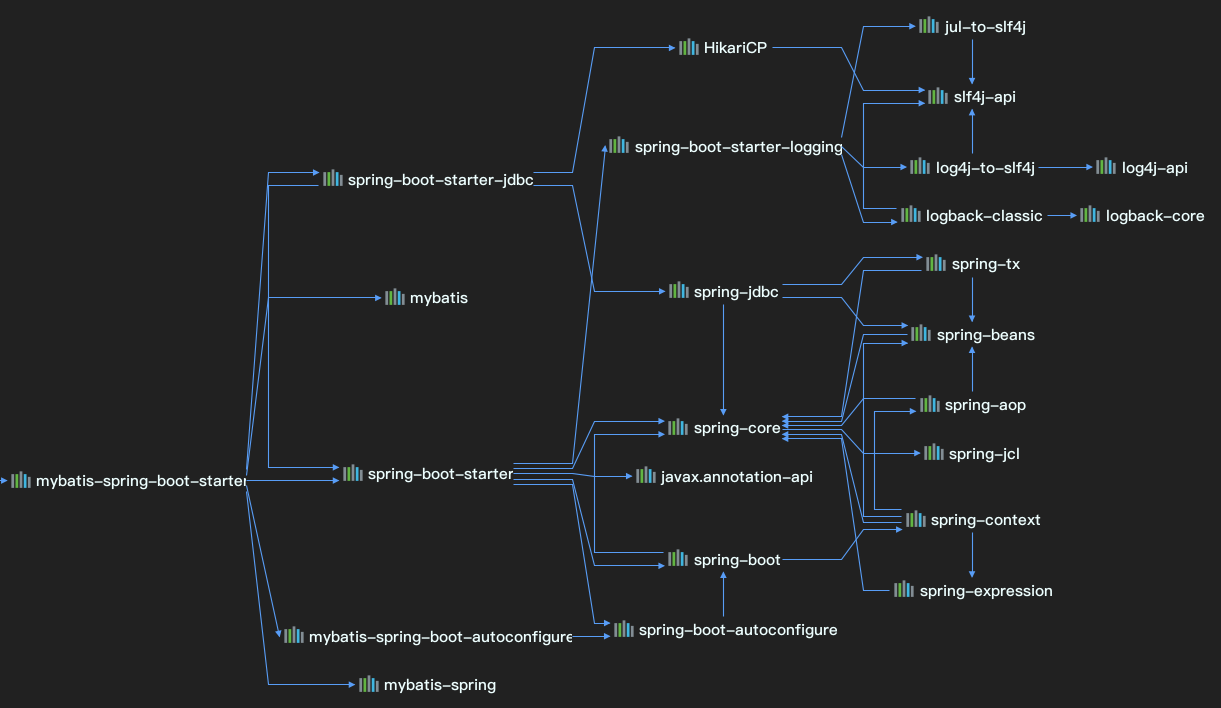 jul-to-slf4j
HikariCP
slf4j-api
spring-boot-starter-logging
log4j-to-slf4j
log4j-api
spring-boot-starter-jdbc
logback-classic
logback-core
spring-tx
spring-jdbc
mybatis
spring-beans
spring-aop
spring-core
spring-jcl
spring-boot-starter
javax.annotation-api
mybatis-spring-boot-starter
spring-context
spring-boot
spring-expression
spring-boot-autoconfigure
mybatis-spring-boot-autoconfigure
mybatis-spring